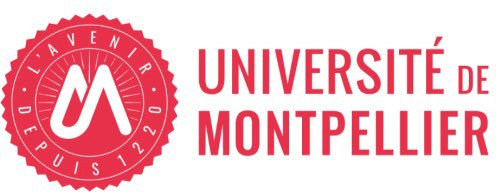 · L'AVENIR ·
DEPUIS 1220
UNIVERSITÉ DE
MONTPELLIER